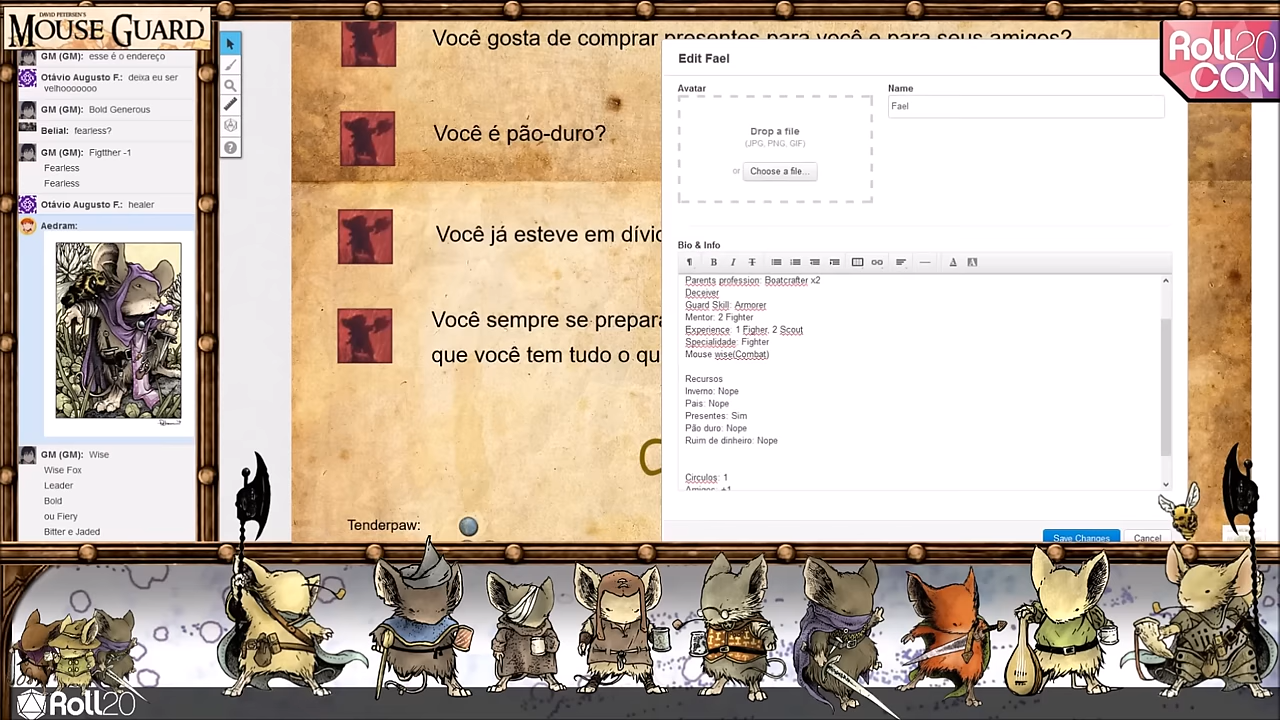 DAVID PETERSEN'S
MOUSE GUARD
GM (GM): esse é o endereço
Otávio Augusto F.: deixa eu ser
velhooooooo
GM (GM): Bold Generous
Belial: fearless?
GM (GM): Figtther -1
Fearless
Fearless
Otávio Augusto F.: healer
Aedram:
GM (GM): Wise
Wise Fox
Leader
Bold
ou Fiery
Bitter e Jaded
Você gosta de comprar presentes para você e para seus amigos?
Você é pão-duro?
Você já esteve em dívid
Você sempre se prepara
que você tem tudo o qu
Tenderpaw:
Edit Fael
Avatar
Drop a file
(JPG, PNG, GIF)
or Choose a file...
Name
Fael
Bio & Info
Parents profession: Boatcrafter x2
Deceiver
Guard Skill: Armorer
Mentor: 2 Fighter
Experience: 1 Figher, 2 Scout
Specialidade: Fighter
Mouse wise(Combat)
Recursos
Inverno: Nope
Pais: Nope
Presentes: Sim
Pão duro: Nope
Ruim de dinheiro: Nope
Circulos: 1
Amigos: +1
Save Changes
Cancel
Roll20
CON
Roll20